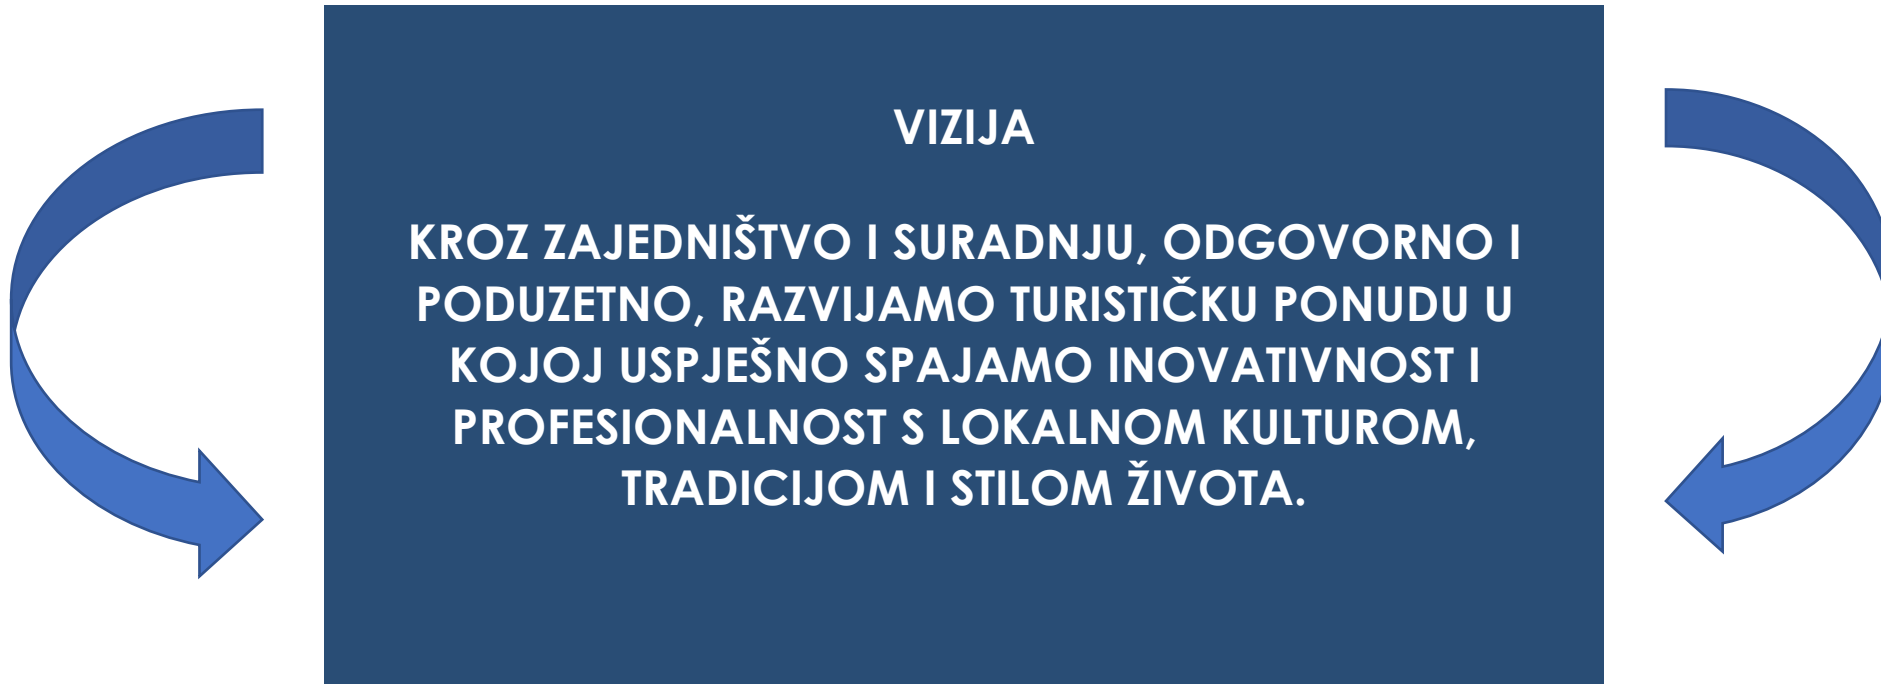 VIZIJA
KROZ ZAJEDNIŠTVO I SURADNJU, ODGOVORNO I
PODUZETNO, RAZVIJAMO TURISTIČKU PONUDU U
KOJOJ USPJEŠNO SPAJAMO INOVATIVNOST I
PROFESIONALNOST S LOKALNOM KULTUROM,
TRADICIJOM I STILOM ŽIVOTA.